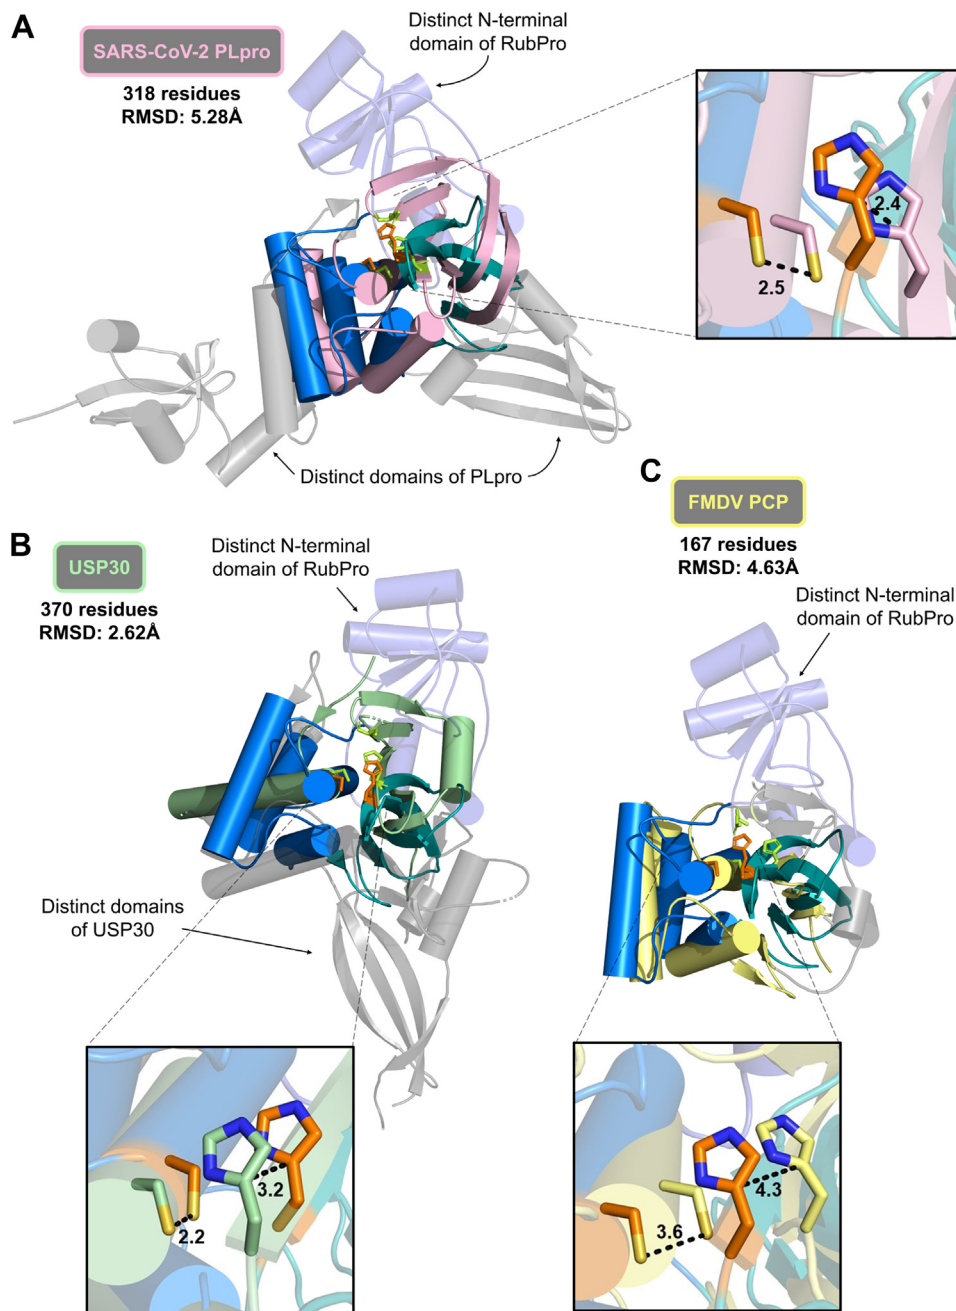 A
SARS-CoV-2 PLpro
318 residues
RMSD: 5.28Å
Distinct N-terminal
domain of RubPro
2.4
2.5
Distinct domains of PLpro
B
USP30
370 residues
RMSD: 2.62Å
Distinct N-terminal
domain of RubPro
Distinct domains
of USP30
3.2
2.2
C
FMDV PCP
167 residues
RMSD: 4.63Å
Distinct N-terminal
domain of RubPro
4.3
3.6